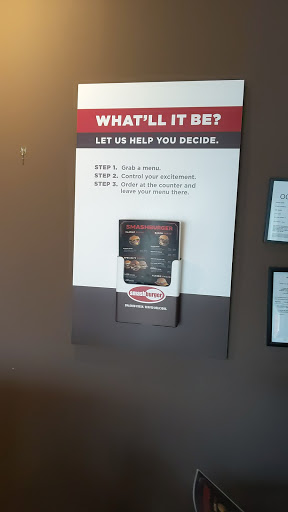 WHAT'LL IT BE?
LET US HELP YOU DECIDE.
STEP 1. Grab a menu.
STEP 2. Control your excitement.
STEP 3. Order at the counter and
leave your menu there.
SMASHBURGER
smashburger